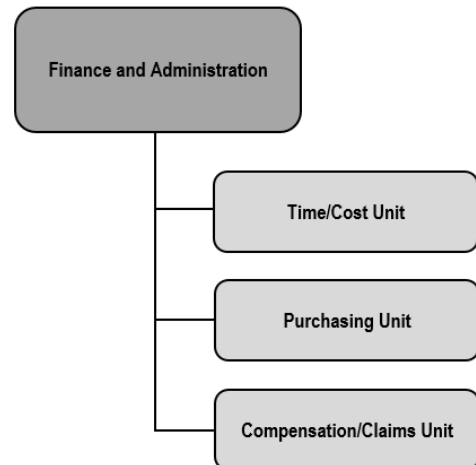 Finance and Administration
Time/Cost Unit
Purchasing Unit
Compensation/Claims Unit